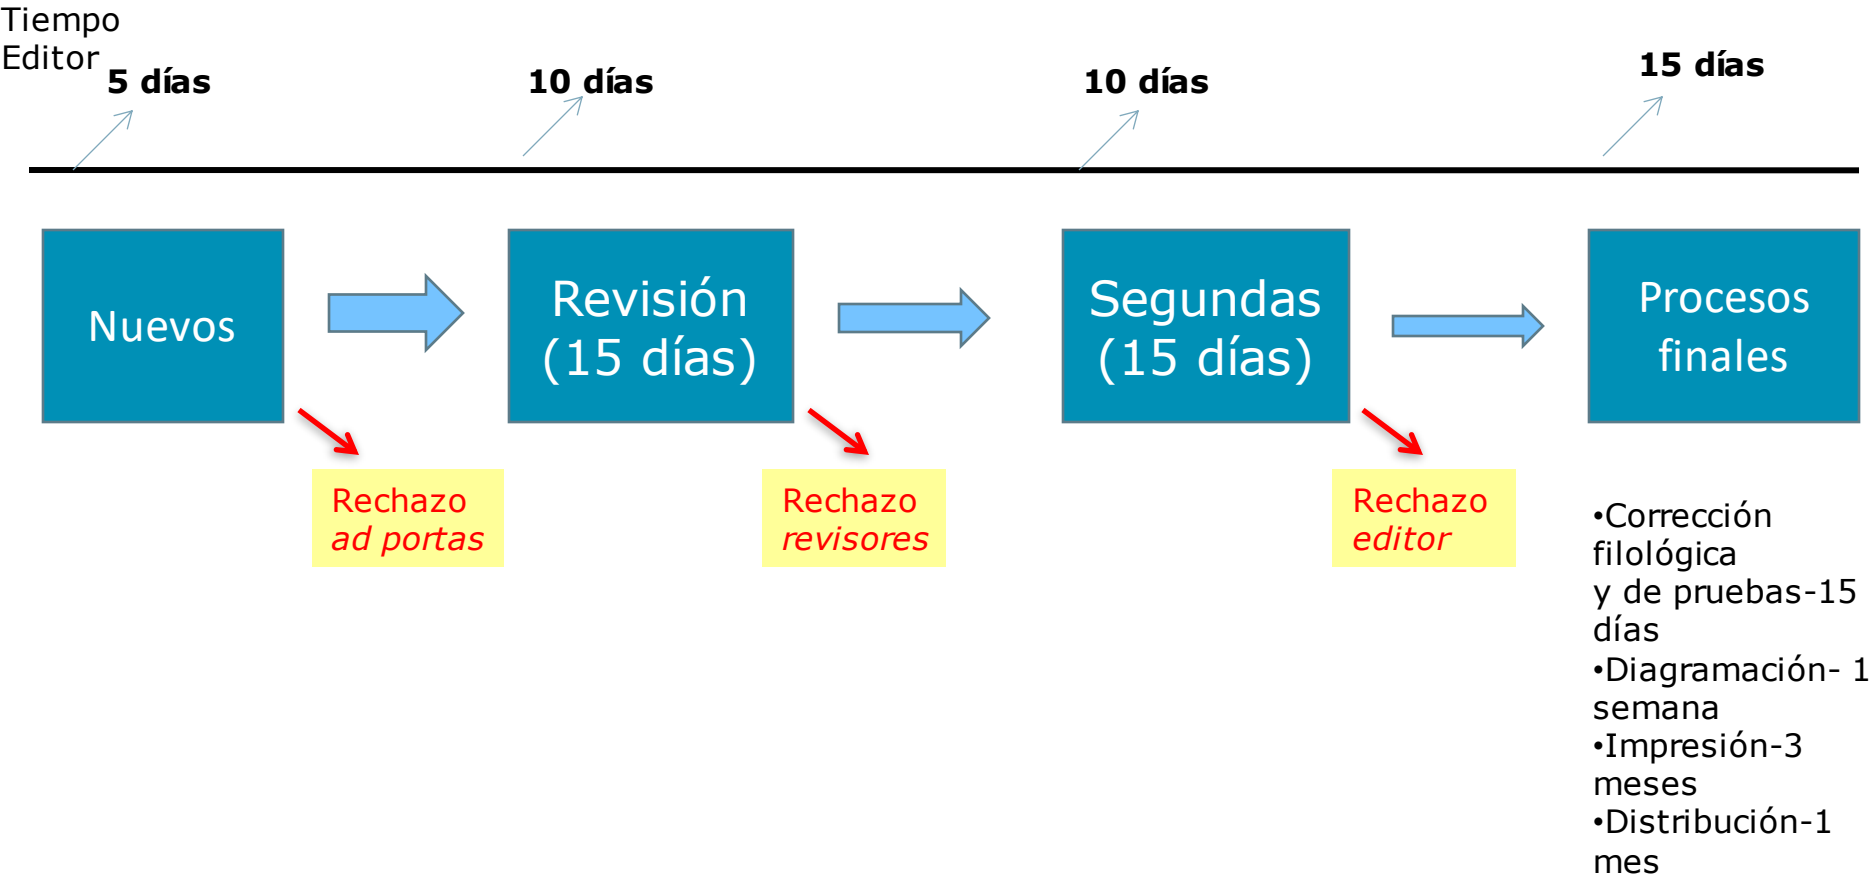 Tiempo
Editor
5 días
10 días
10 días
15 días
Nuevos
Revisión
(15 días)
Segundas
(15 días)
Procesos
finales
Rechazo
ad portas
Rechazo
revisores
Rechazo
editor
•Corrección
filológica
y de pruebas-15
días
•Diagramación- 1
semana
•Impresión-3
meses
•Distribución-1
mes